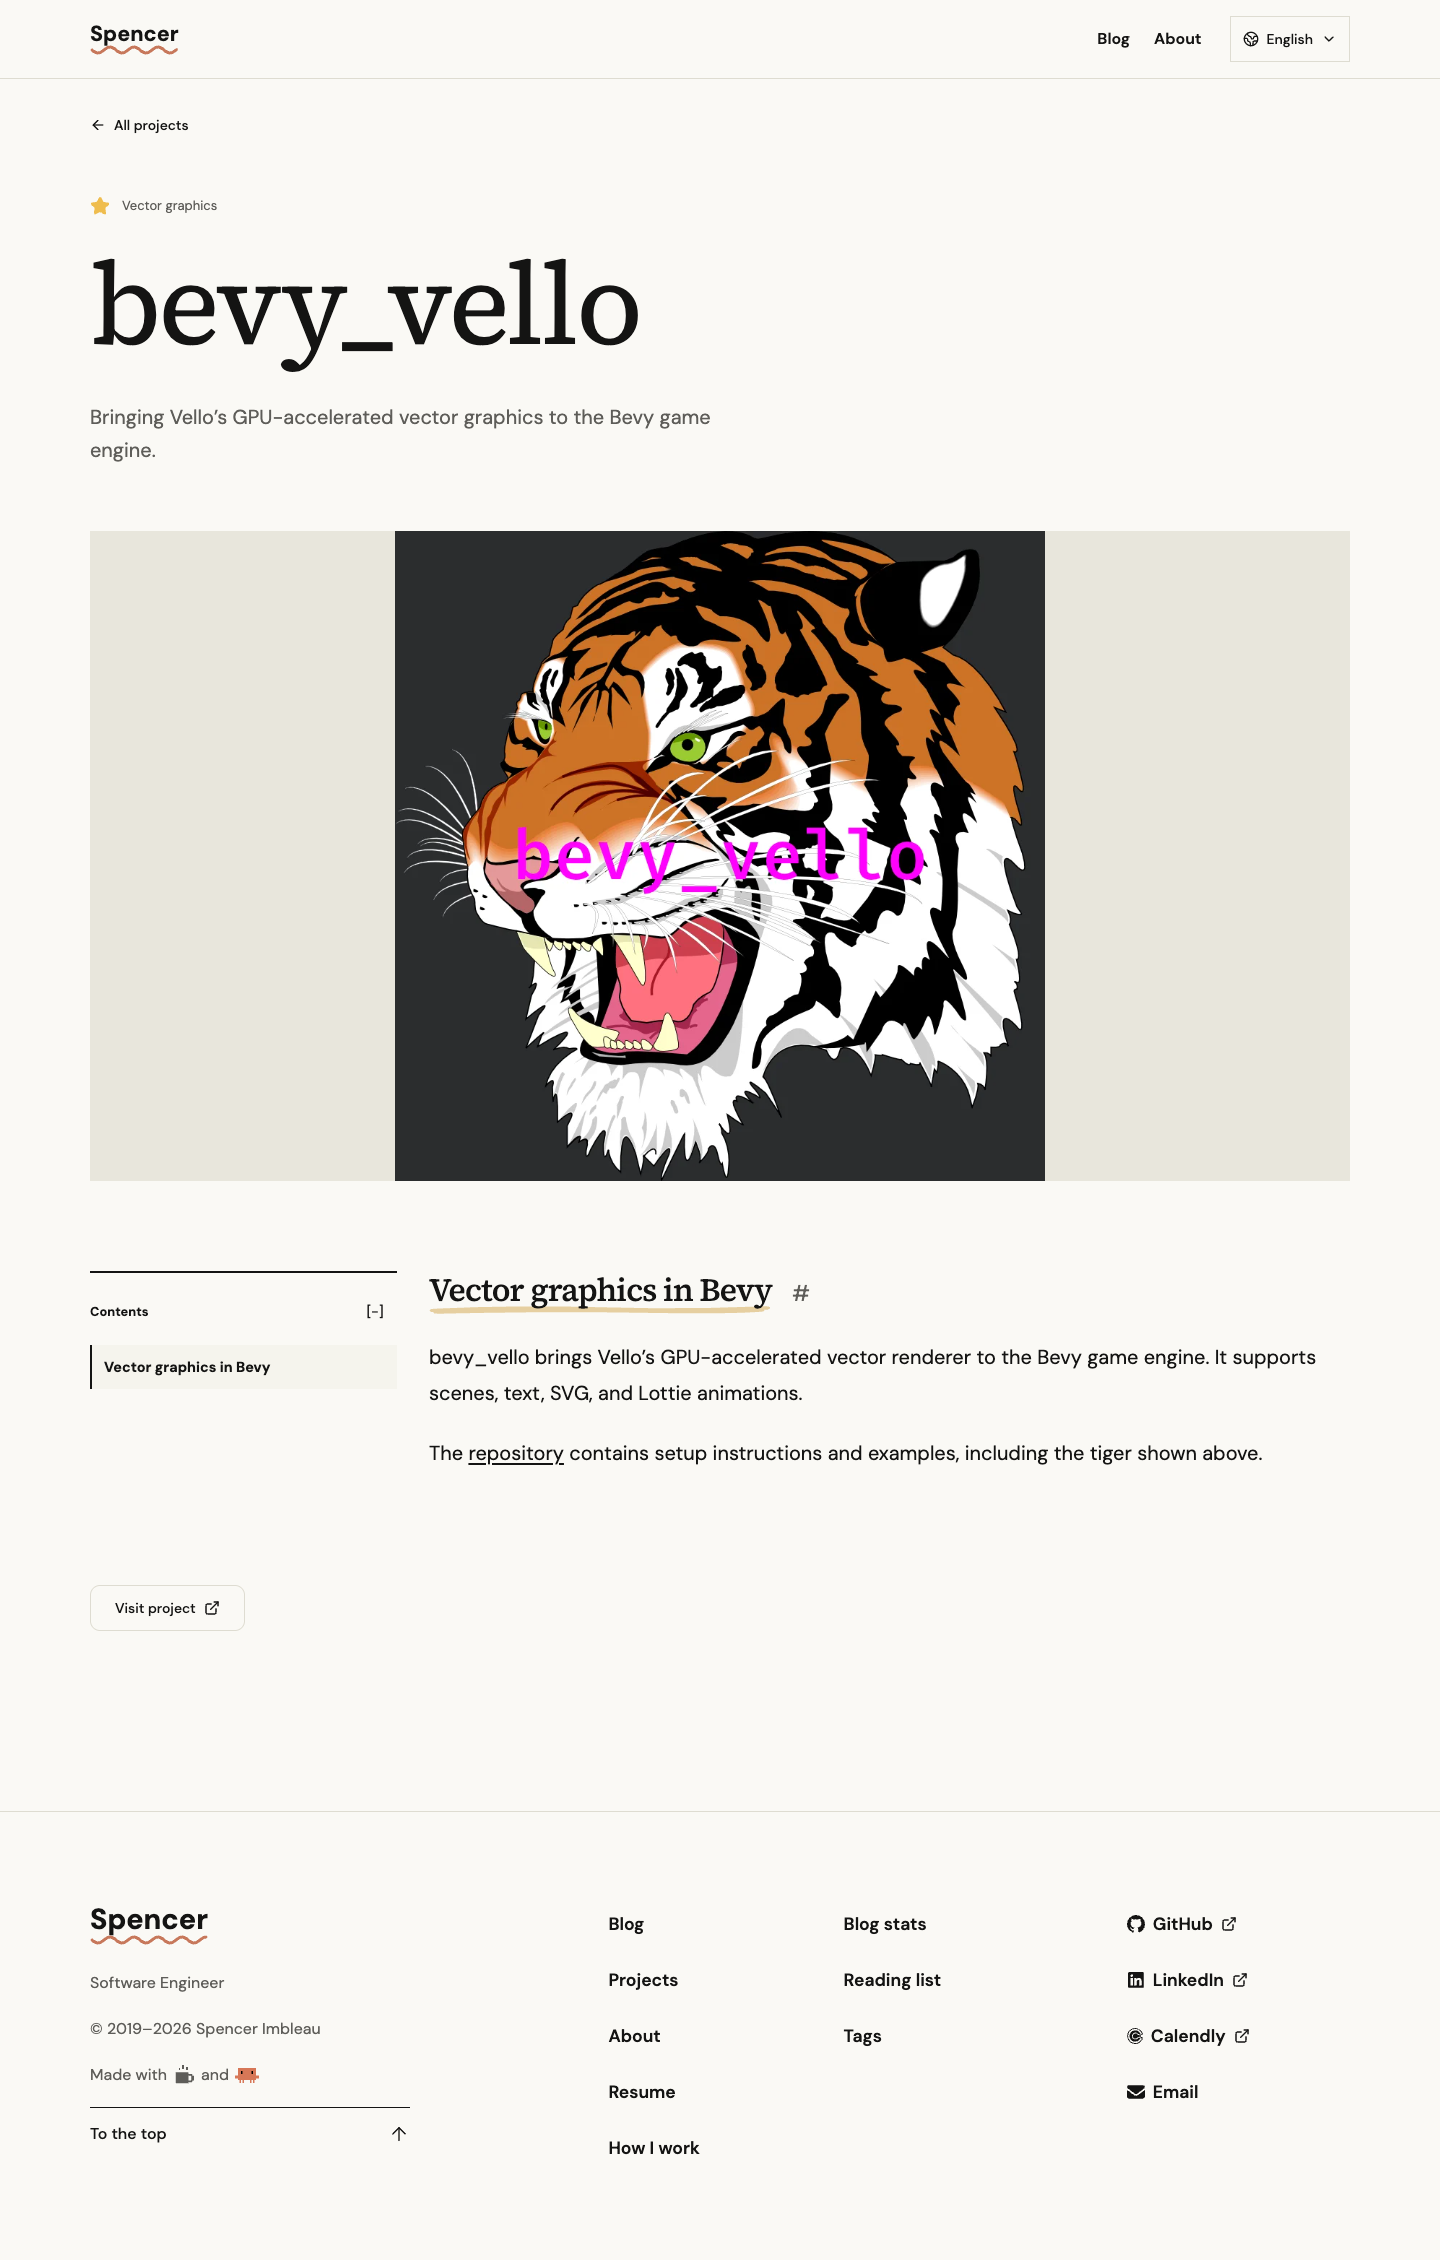 Spencer
Blog
About
English
All projects
Vector graphics
bevy_vello
Bringing Vello’s GPU-accelerated vector graphics to the Bevy game
engine.
bevy_vello
Contents
[-]
Vector graphics in Bevy
Vector graphics in Bevy #
bevy_vello brings Vello’s GPU-accelerated vector renderer to the Bevy game engine. It supports
scenes, text, SVG, and Lottie animations.
The repository contains setup instructions and examples, including the tiger shown above.
Visit project
Spencer
Software Engineer
© 2019–2026 Spencer Imbleau
Made with and
To the top
Blog
Projects
About
Resume
How I work
Blog stats
Reading list
Tags
GitHub
LinkedIn
Calendly
Email